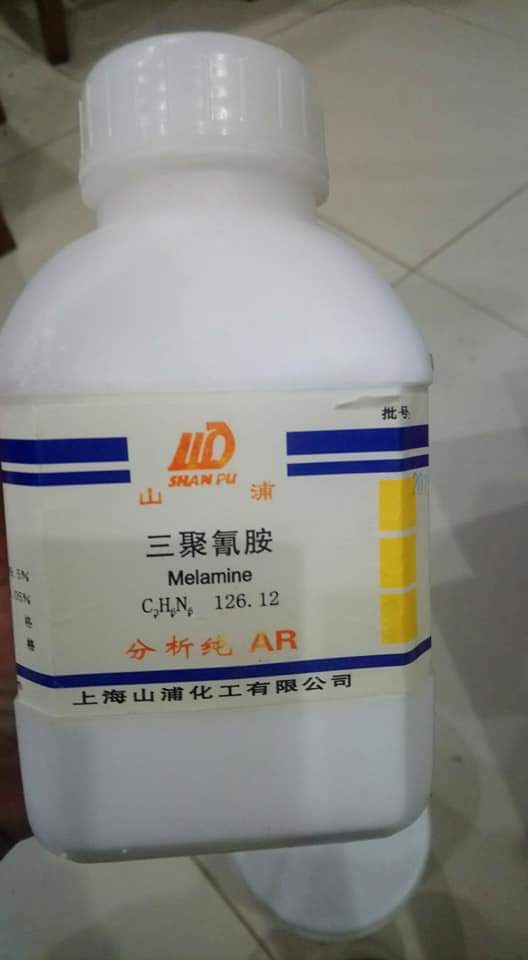 批号
SHAN PU
山 浦
三聚氰胺
Melamine
C₃H₆N₆ 126.12
分析纯 AR
上海山浦化工有限公司